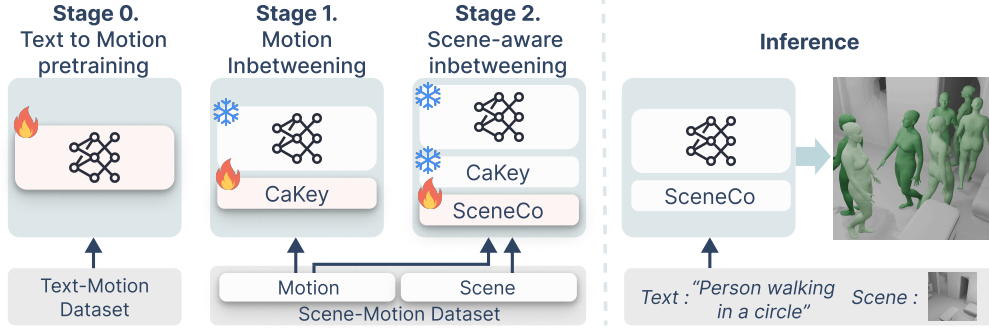 Stage 0.
Text to Motion
pretraining
Stage 1.
Motion
Inbetweening
CaKey
Stage 2.
Scene-aware
inbetweening
CaKey
SceneCo
Text-Motion
Dataset
Motion
Scene
Scene-Motion Dataset
Inference
SceneCo
Text : “Person walking
in a circle”
Scene :